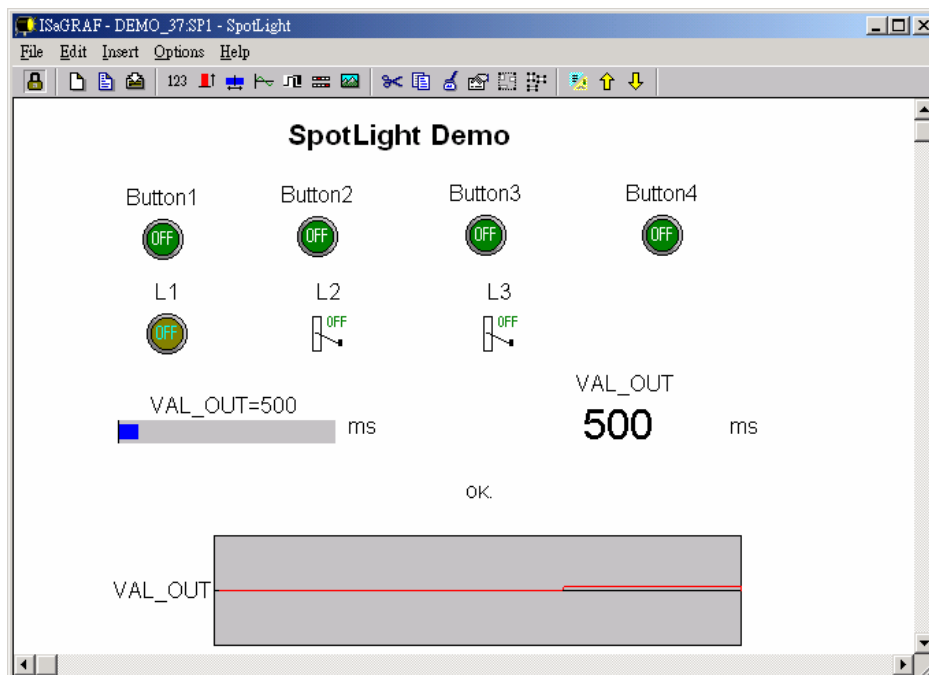 ISaGRAF - DEMO_37:SP1 - SpotLight
File Edit Insert Options Help
123
SpotLight Demo
Button1 Button2 Button3 Button4
OFF OFF OFF OFF
L1 L2 L3
OFF OFF OFF
VAL_OUT
VAL_OUT=500
500 ms
ms
OK.
VAL_OUT